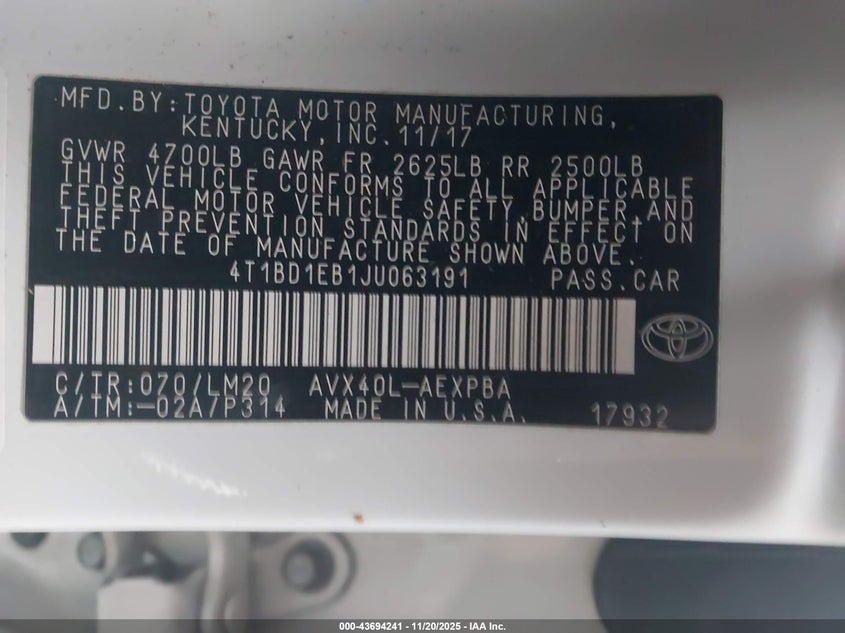 MFD.BY:TOYOTA MOTOR MANUFACTURING,
KENTUCKY,INC.11/17
GVWR 4700LB GAWR FR 2625LB RR 2500LB
THIS VEHICLE CONFORMS TO ALL APPLICABLE
FEDERAL MOTOR VEHICLE SAFETY,BUMPER,AND
THEFT PREVENTION STANDARDS IN EFFECT ON
THE DATE OF MANUFACTURE SHOWN ABOVE.
4T1BD1EB1JU063191 PASS.CAR
C/TR:070/LM20 AVX40L-AEXPBA
A/TM:-02A/P314 MADE IN U.S.A. 17932
000-43694241 - 11/20/2025 - IAA Inc.